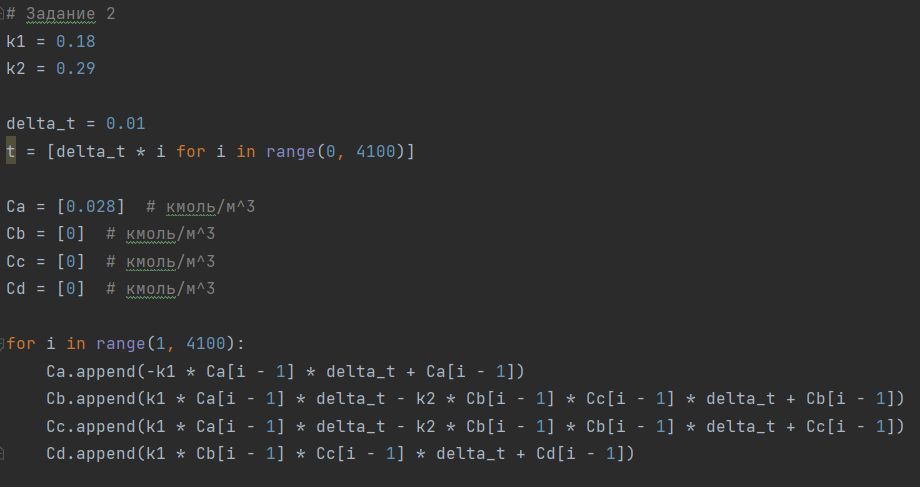 # Задание 2
k1 = 0.18
k2 = 0.29
delta_t = 0.01
t = [delta_t * i for i in range(0, 4100)]
Ca = [0.028]  # кмоль/м^3
Cb = [0]  # кмоль/м^3
Cc = [0]  # кмоль/м^3
Cd = [0]  # кмоль/м^3
for i in range(1, 4100):
    Ca.append(-k1 * Ca[i - 1] * delta_t + Ca[i - 1])
    Cb.append(k1 * Ca[i - 1] * delta_t - k2 * Cb[i - 1] * Cc[i - 1] * delta_t + Cb[i - 1])
    Cc.append(k1 * Ca[i - 1] * delta_t - k2 * Cb[i - 1] * Cb[i - 1] * delta_t + Cc[i - 1])
    Cd.append(k1 * Cb[i - 1] * Cc[i - 1] * delta_t + Cd[i - 1])